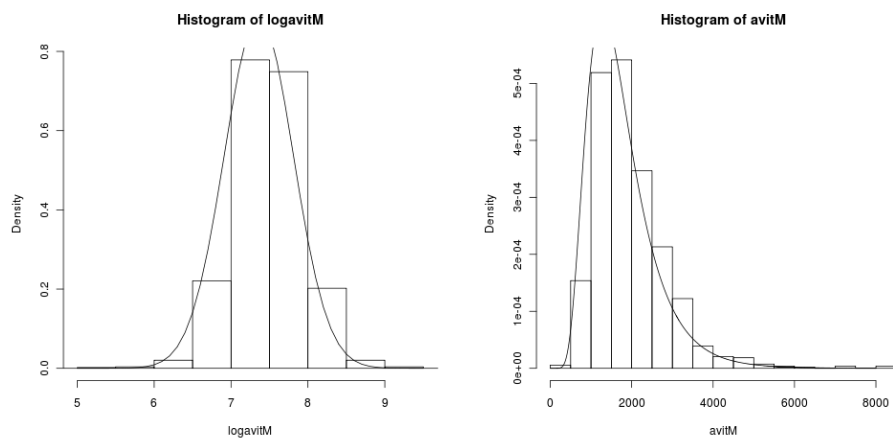 Histogram of logavitM
Density
0.0
0.2
0.4
0.6
0.8
5
6
7
8
9
logavitM
Histogram of avitM
Density
0e+00
1e-04
2e-04
3e-04
4e-04
5e-04
0
2000
4000
6000
8000
avitM